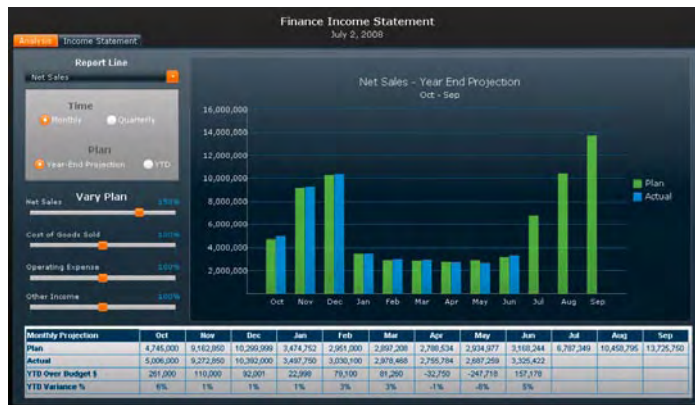 Finance Income Statement
July 2, 2008
Analysis Income Statement
Report Line
Net Sales
Time
Monthly Quarterly
Plan
Year-End Projection YTD
Vary Plan
Net Sales 150%
Cost of Goods Sold 100%
Operating Expense 100%
Other Income 100%
Net Sales - Year End Projection
Oct - Sep
16,000,000
14,000,000
12,000,000
10,000,000
8,000,000
6,000,000
4,000,000
2,000,000
Oct Nov Dec Jan Feb Mar Apr May Jun Jul Aug Sep
Plan
Actual
Monthly Projection Oct Nov Dec Jan Feb Mar Apr May Jun Jul Aug Sep
Plan 4,745,000 9,162,850 10,299,999 3,474,752 2,951,000 2,897,208 2,788,534 2,934,977 3,168,244 6,787,349 10,459,795 13,725,750
Actual 5,006,000 9,272,850 10,392,000 3,497,750 3,030,100 2,978,468 2,755,784 2,687,259 3,325,422
YTD Over Budget $ 261,000 110,000 92,001 22,998 79,100 81,260 -32,750 -247,718 157,178
YTD Variance % 6% 1% 1% 1% 3% 3% -1% -8% 5%